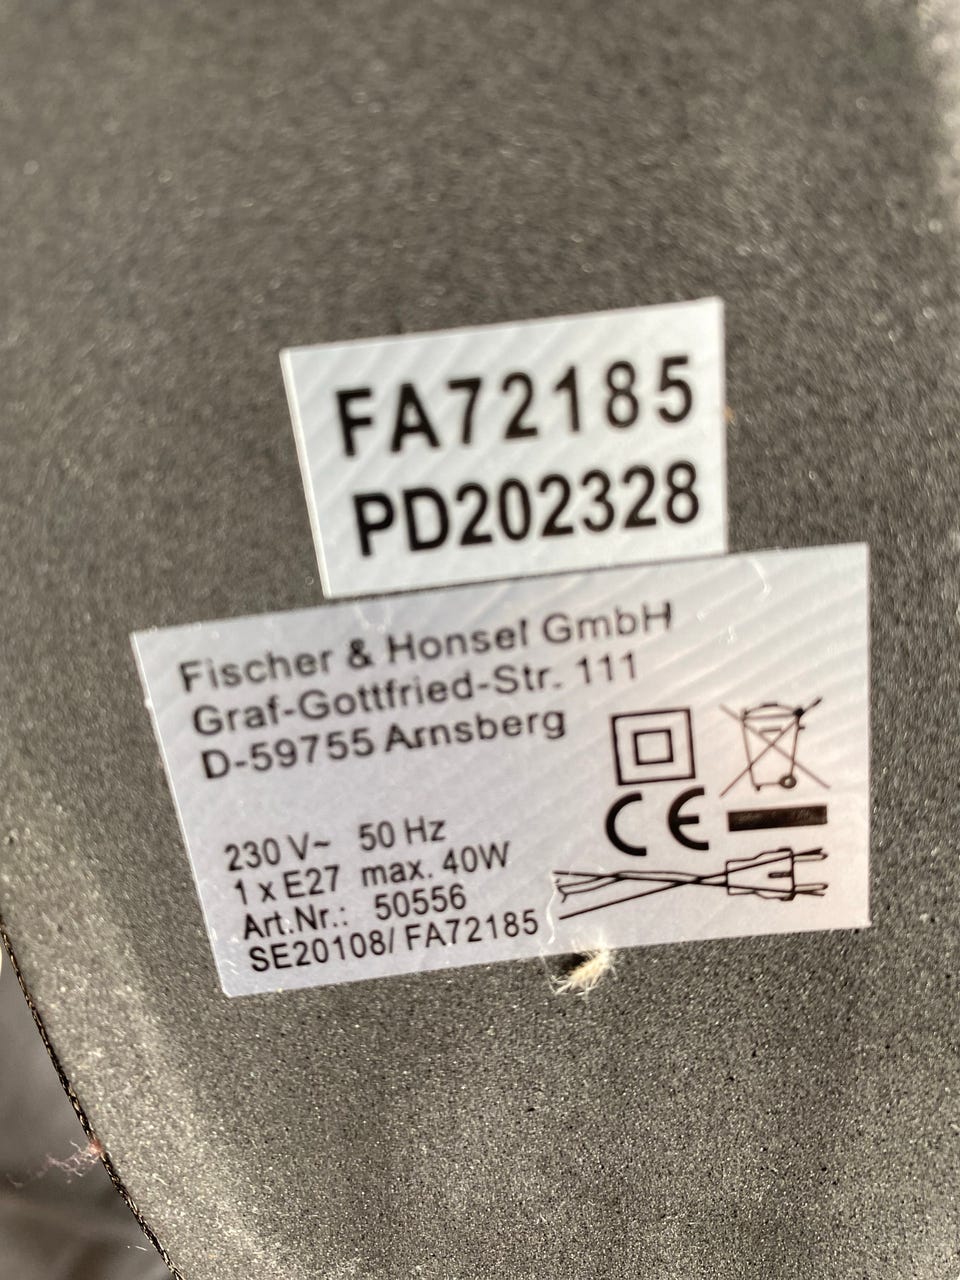 FA72185
PD202328
Fischer & Honsel GmbH
Graf-Gottfried-Str. 111
D-59755 Arnsberg
230 V~ 50 Hz
1 x E27 max. 40W
Art.Nr.: 50556
SE20108/ FA72185
CE